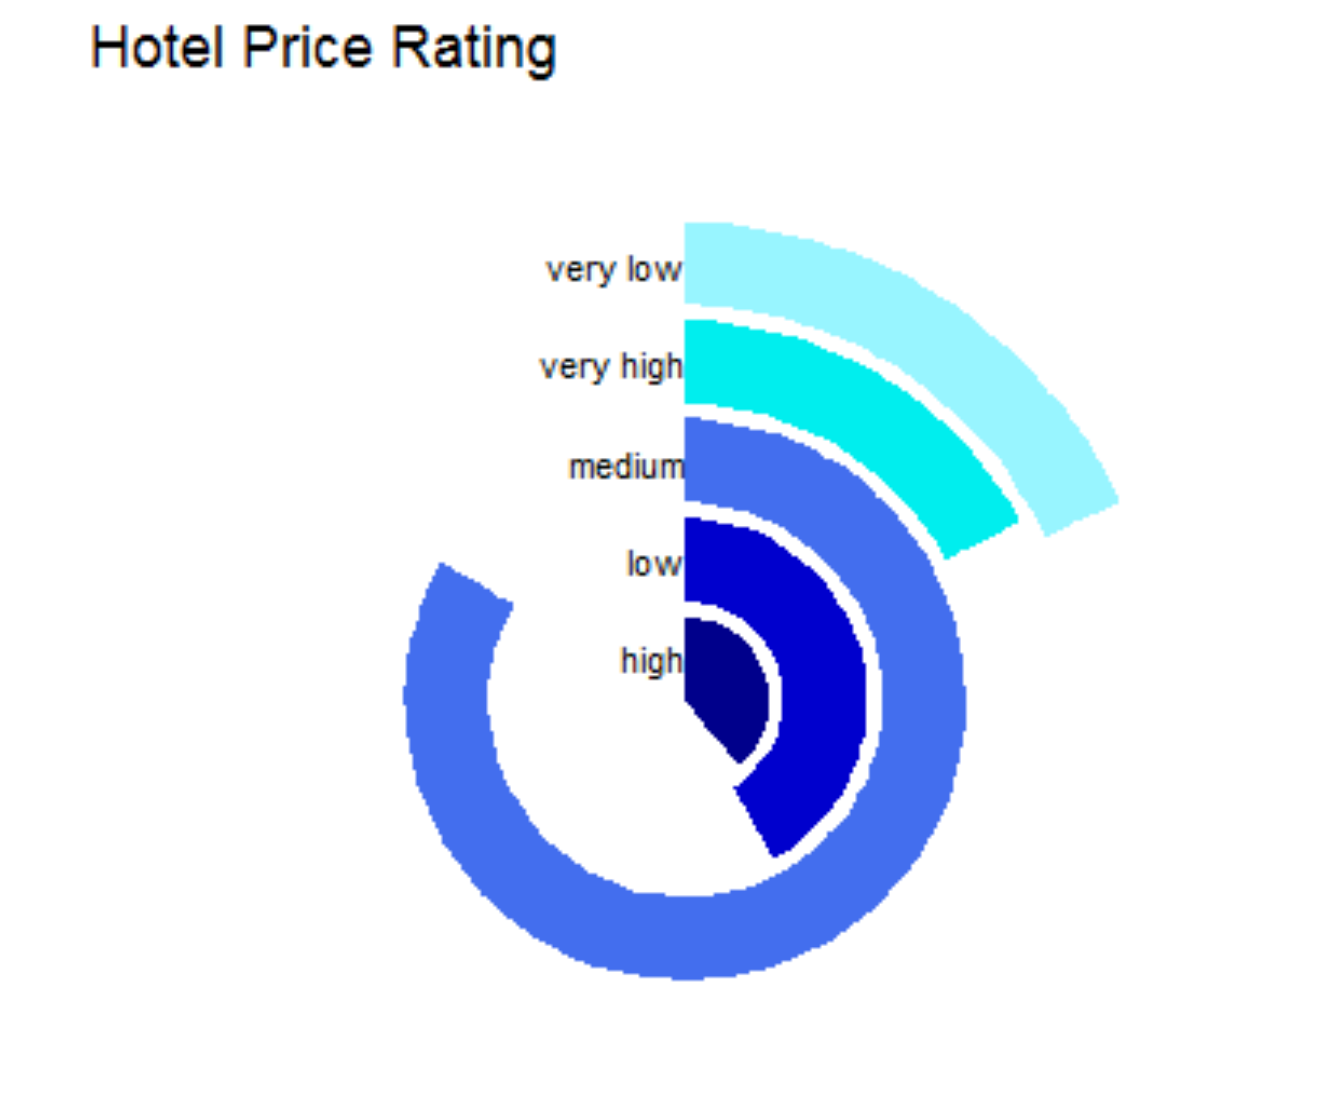 Hotel Price Rating
very low
very high
medium
low
high